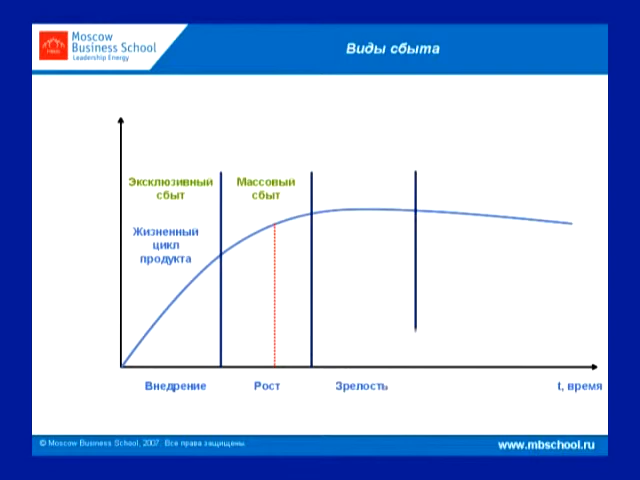 Moscow
Business School
Leadership Energy
Виды сбыта
Эксклюзивный
сбыт
Массовый
сбыт
Жизненный
цикл
продукта
Внедрение
Рост
Зрелость
t, время
© Moscow Business School, 2007. Все права защищены
www.mbschool.ru